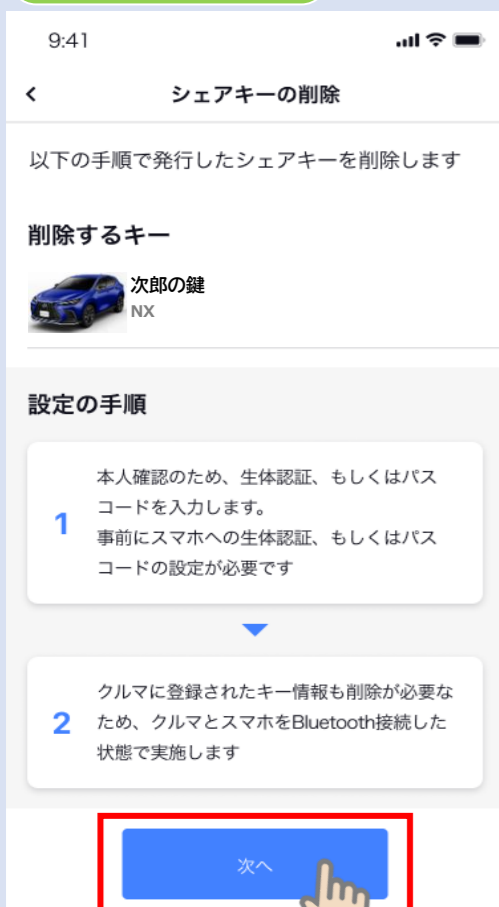 9:41
シェアキーの削除
以下の手順で発行したシェアキーを削除します
削除するキー
次郎の鍵
NX
設定の手順
1
本人確認のため、生体認証、もしくはパス
コードを入力します。
事前にスマホへの生体認証、もしくはパス
コードの設定が必要です
2
クルマに登録されたキー情報も削除が必要な
ため、クルマとスマホをBluetooth接続した
状態で実施します
次へ